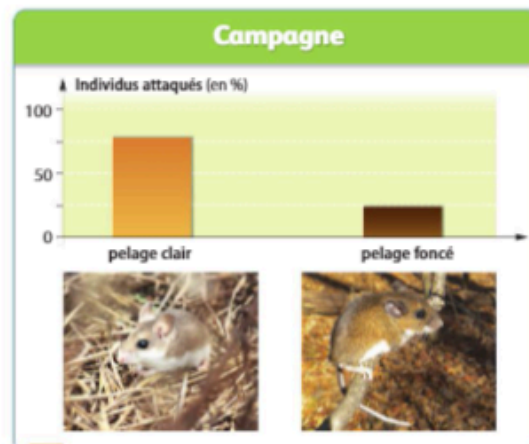 Campagne
Individus attaqués (en %)
100
50
0
pelage clair
pelage foncé